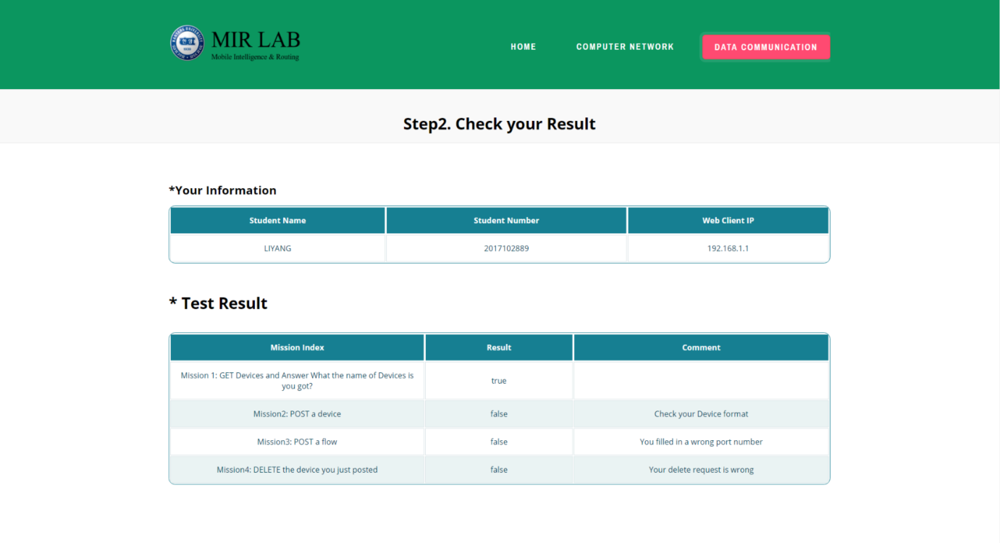 MIR LAB
Mobile Intelligence & Routing
HOME
COMPUTER NETWORK
DATA COMMUNICATION
Step2. Check your Result
*Your Information
Student Name
Student Number
Web Client IP
LIYANG
2017102889
192.168.1.1
* Test Result
Mission Index
Result
Comment
Mission 1: GET Devices and Answer What the name of Devices is
you got?
true
Mission2: POST a device
false
Check your Device format
Mission3: POST a flow
false
You filled in a wrong port number
Mission4: DELETE the device you just posted
false
Your delete request is wrong